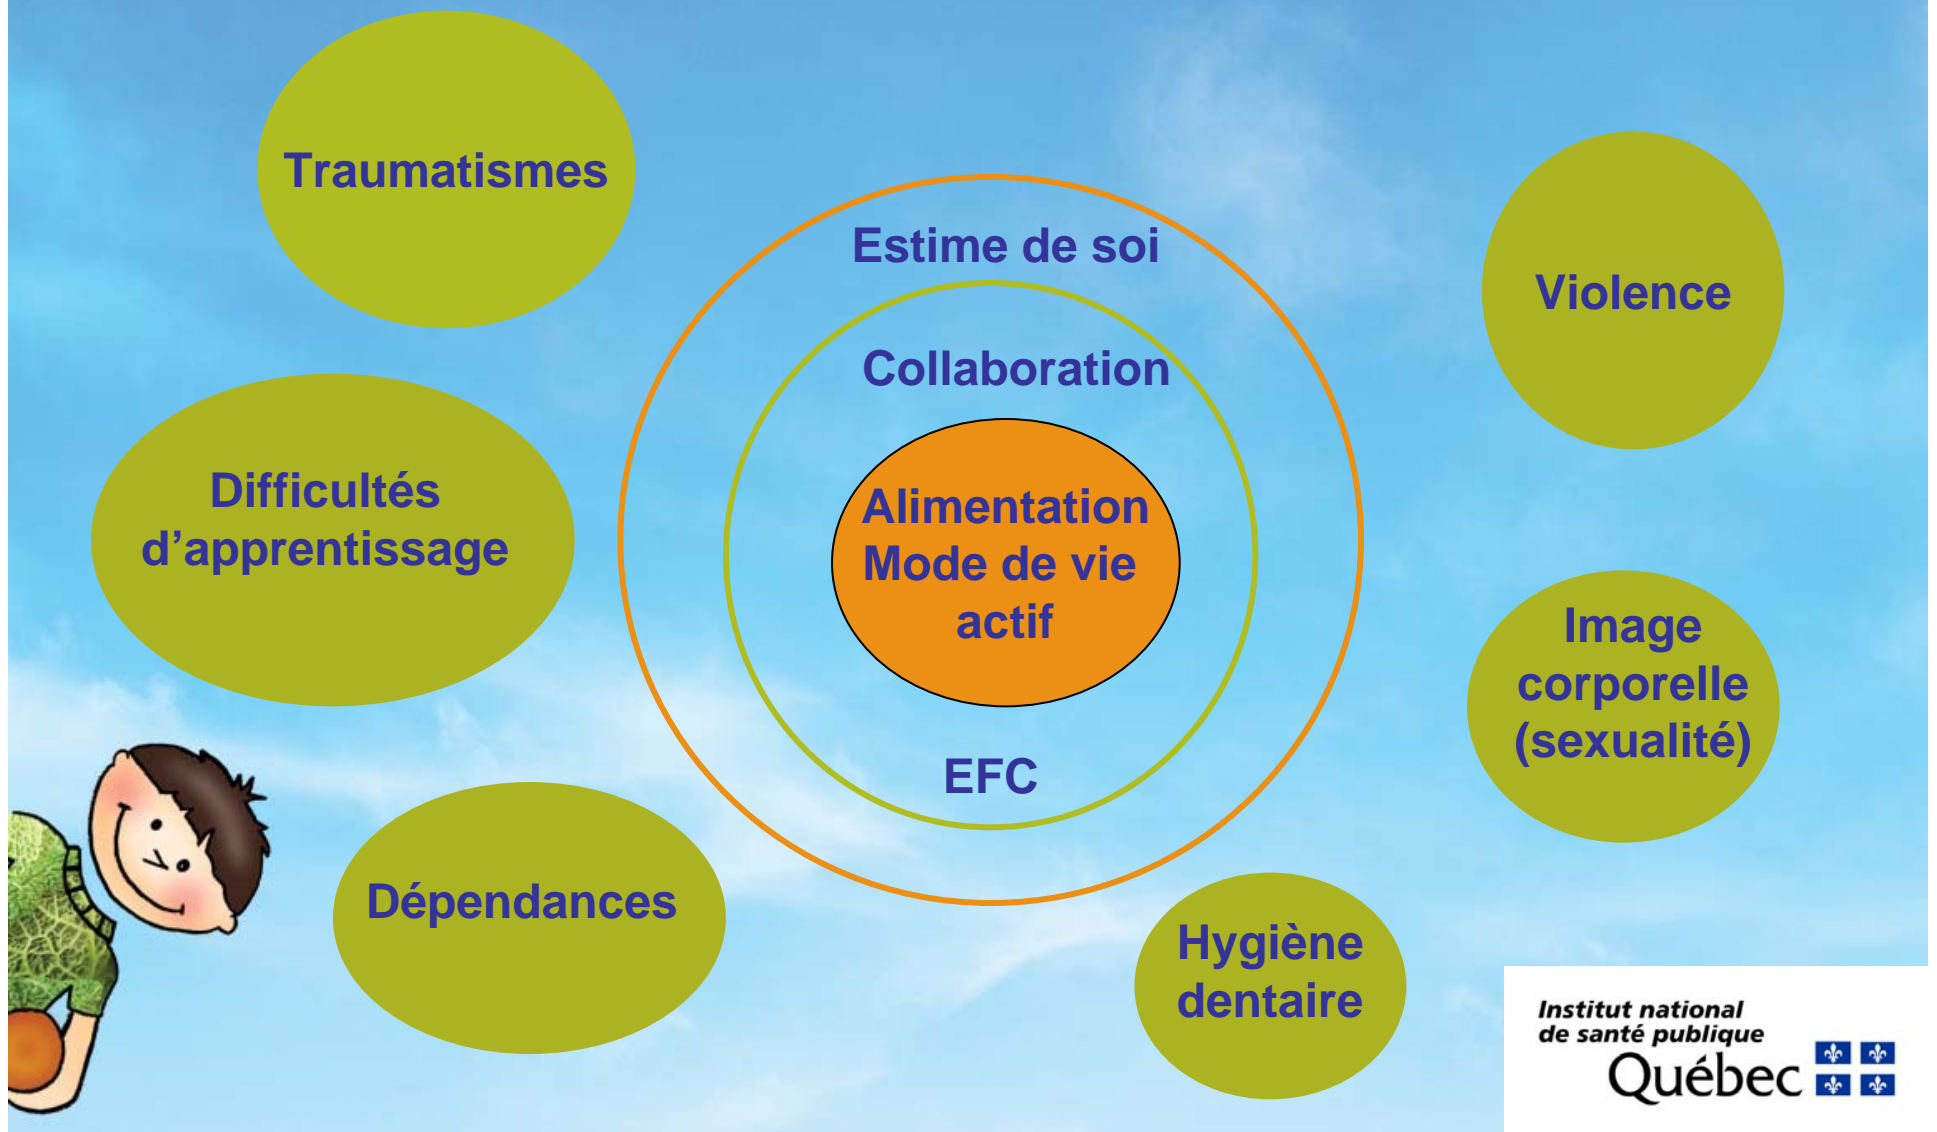 Traumatismes
Estime de soi
Violence
Collaboration
Difficultés
d’apprentissage
Alimentation
Mode de vie
actif
Image
corporelle
(sexualité)
EFC
Dépendances
Hygiène
dentaire
Institut national
de santé publique
Québec